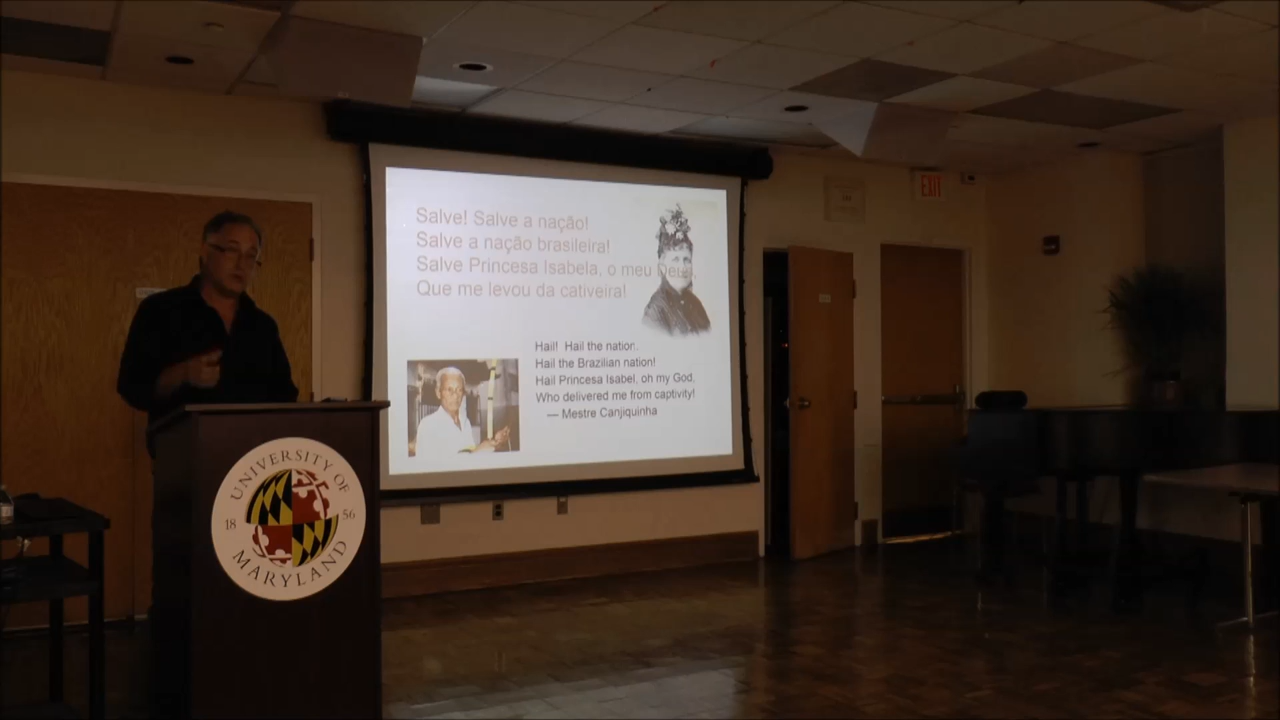 Salve! Salve a nação!
Salve a nação brasileira!
Salve Princesa Isabela, o meu Deus,
Que me levou da cativeira!
Hail! Hail the nation.
Hail the Brazilian nation!
Hail Princesa Isabel, oh my God,
Who delivered me from captivity!
— Mestre Canjiquinha
EXIT
UNIVERSITY OF
18 56
MARYLAND